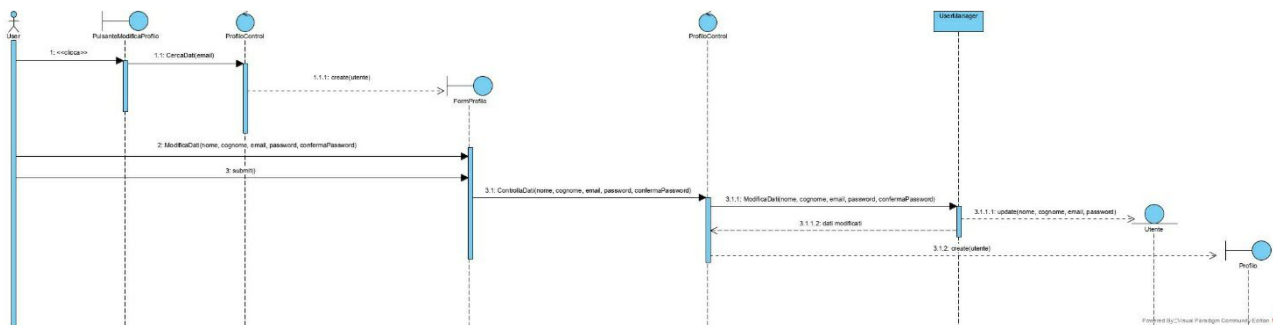 User
PulsanteModificaProfilo
ProfiloControl
ProfiloControl
UserManager
1: <<clicca>>
1.1: CercaDati(email)
1.1.1: create(utente)
FormProfilo
2: ModificaDati(nome, cognome, email, password, confermaPassword)
3: submit()
3.1: ControllaDati(nome, cognome, email, password, confermaPassword)
3.1.1: ModificaDati(nome, cognome, email, password, confermaPassword)
3.1.1.1: update(nome, cognome, email, password)
Utente
3.1.1.2: dati modificati
3.1.2: create(utente)
Profilo
Powered By: Visual Paradigm Community Edition